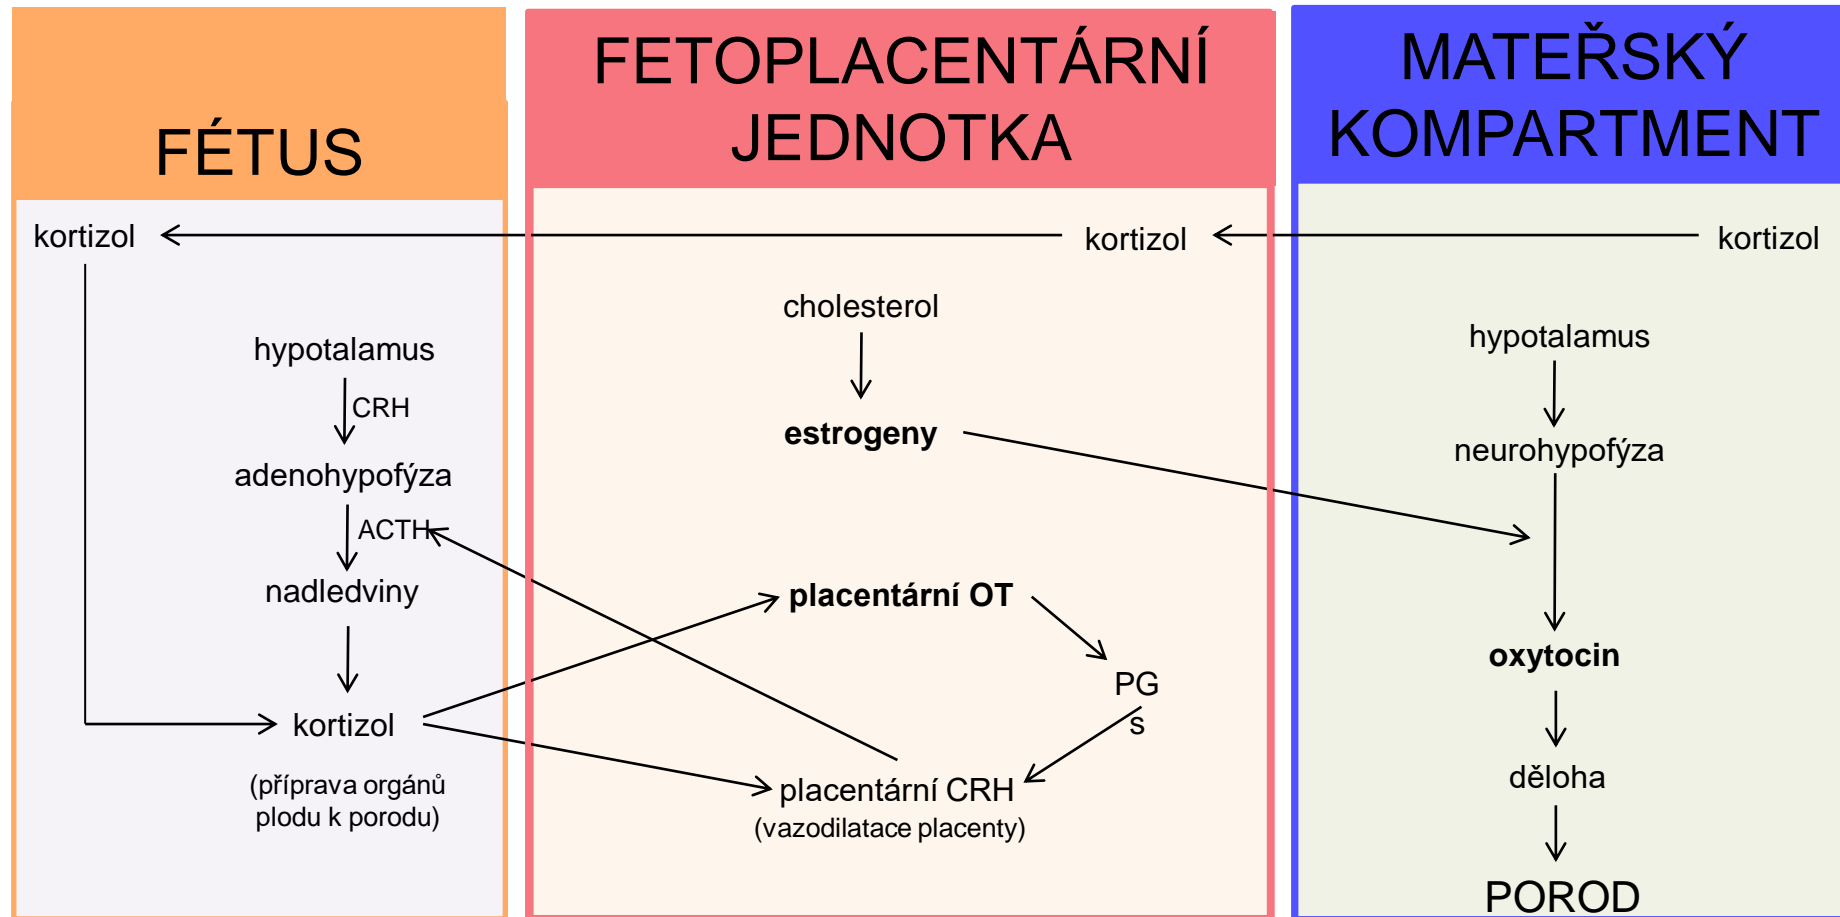 FÉTUS
kortizol
hypotalamus
CRH
adenohypofýza
ACTH
nadledviny
kortizol
(příprava orgánů
plodu k porodu)
FETOPLACENTÁRNÍ
JEDNOTKA
kortizol
cholesterol
estrogeny
placentární OT
PG
s
placentární CRH
(vazodilatace placenty)
MATEŘSKÝ
KOMPARTMENT
kortizol
hypotalamus
neurohypofýza
oxytocin
děloha
POROD